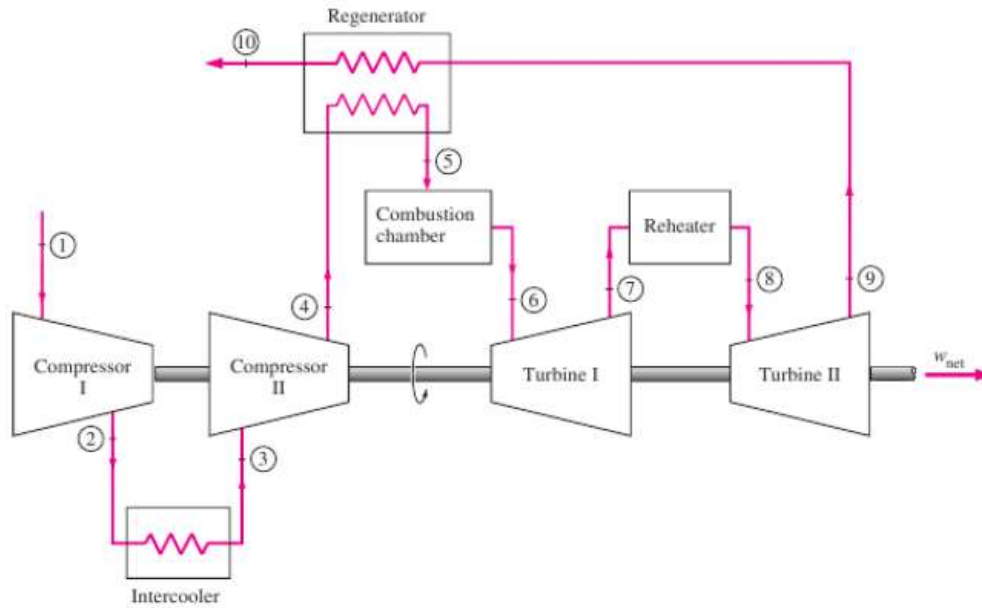 Regenerator
10
5
Combustion
chamber
Reheater
1
4
6
7
8
9
Compressor
I
Compressor
II
Turbine I
Turbine II
wnet
2
3
Intercooler